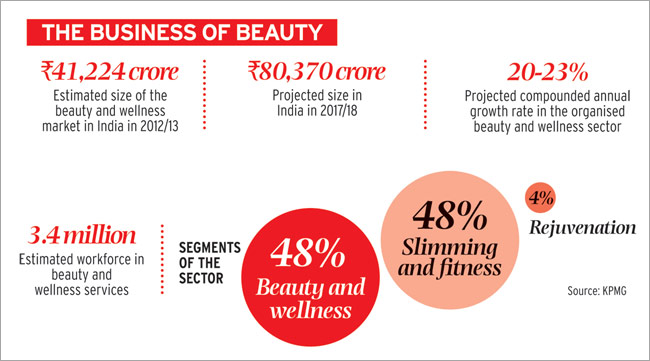 THE BUSINESS OF BEAUTY
₹41,224 crore
Estimated size of the
beauty and wellness
market in India in 2012/13
₹80,370 crore
Projected size in
India in 2017/18
20-23%
Projected compounded annual
growth rate in the organised
beauty and wellness sector
3.4 million
Estimated workforce in
beauty and
wellness services
SEGMENTS
OF THE
SECTOR
48%
Beauty and
wellness
48%
Slimming
and fitness
4%
Rejuvenation
Source: KPMG